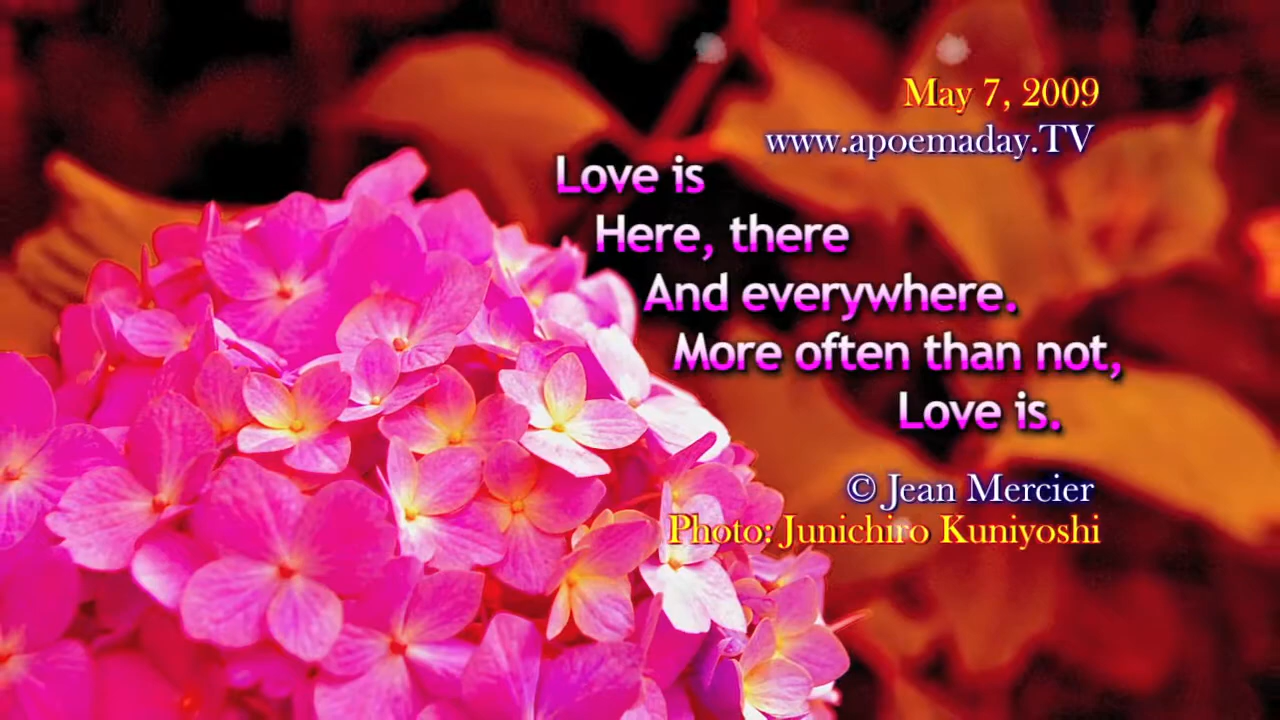 May 7, 2009
www.apoemaday.TV
Love is
Here, there
And everywhere.
More often than not,
Love is.
© Jean Mercier
Photo: Junichiro Kuniyoshi